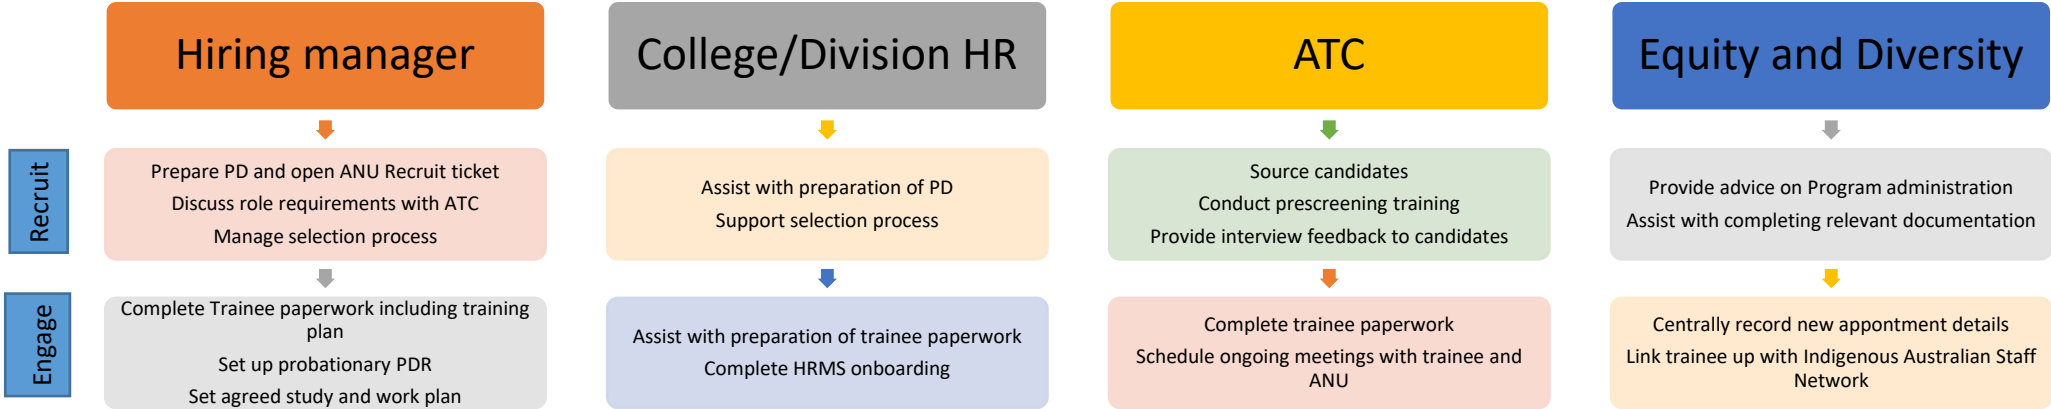 Hiring manager
College/Division HR
ATC
Equity and Diversity
Recruit
Prepare PD and open ANU Recruit ticket
Discuss role requirements with ATC
Manage selection process
Assist with preparation of PD
Support selection process
Source candidates
Conduct prescreening training
Provide interview feedback to candidates
Provide advice on Program administration
Assist with completing relevant documentation
Engage
Complete Trainee paperwork including training
plan
Set up probationary PDR
Set agreed study and work plan
Assist with preparation of trainee paperwork
Complete HRMS onboarding
Complete trainee paperwork
Schedule ongoing meetings with trainee and
ANU
Centrally record new appontment details
Link trainee up with Indigenous Australian Staff
Network